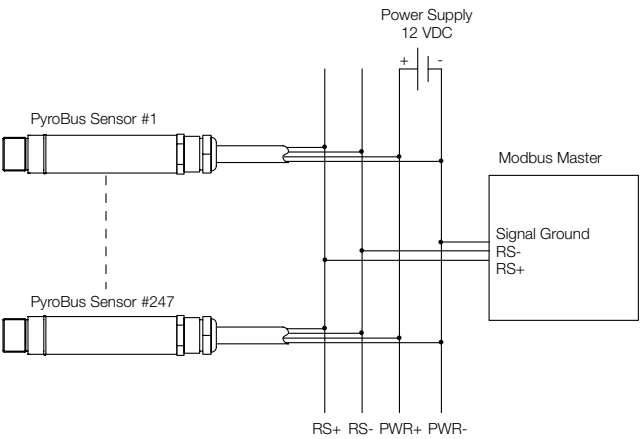 Power Supply
12 VDC
+ -
PyroBus Sensor #1
Modbus Master
Signal Ground
RS-
RS+
PyroBus Sensor #247
RS+ RS- PWR+ PWR-